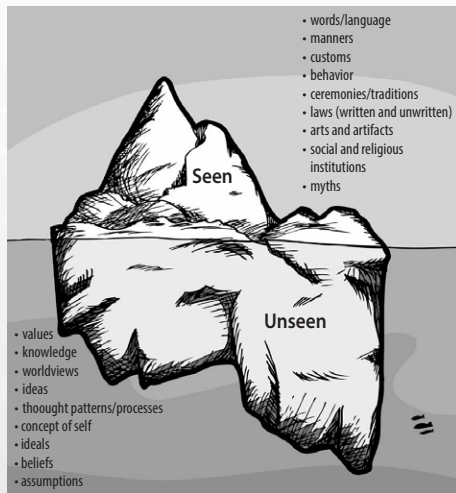 • words/language
• manners
• customs
• behavior
• ceremonies/traditions
• laws (written and unwritten)
• arts and artifacts
• social and religious
institutions
• myths
Seen
Unseen
• values
• knowledge
• worldviews
• ideas
• thoought patterns/processes
• concept of self
• ideals
• beliefs
• assumptions